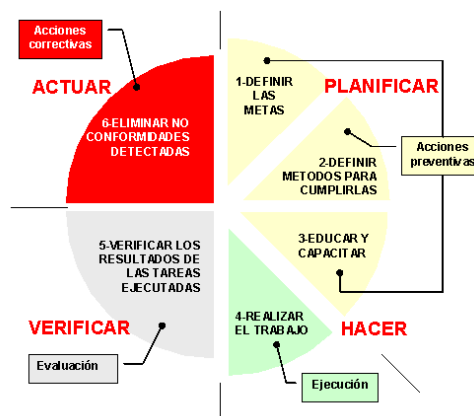 Acciones
correctivas
ACTUAR
6-ELIMINAR NO
CONFORMIDADES
DETECTADAS
1-DEFINIR
LAS
METAS
PLANIFICAR
Acciones
preventivas
2-DEFINIR
METODOS PARA
CUMPLIRLAS
3-EDUCAR Y
CAPACITAR
HACER
4-REALIZAR
EL TRABAJO
Ejecución
5-VERIFICAR LOS
RESULTADOS DE
LAS TAREAS
EJECUTADAS
VERIFICAR
Evaluación